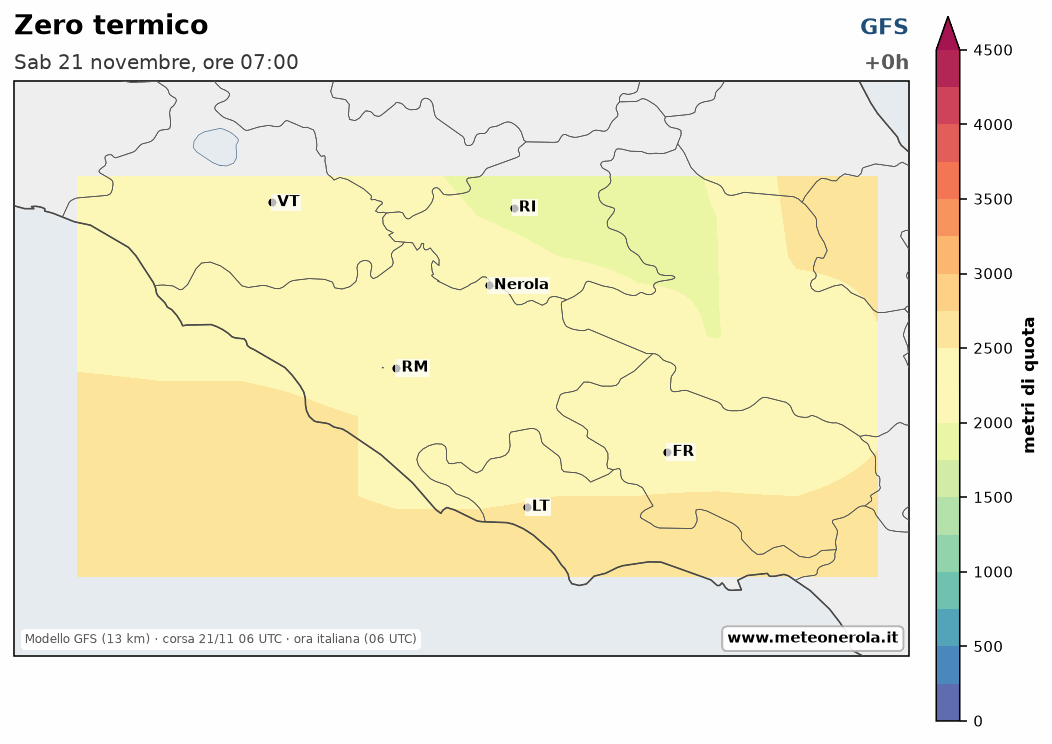 Zero termico
GFS
Sab 21 novembre, ore 07:00
+0h
VT
RI
Nerola
RM
FR
LT
Modello GFS (13 km) · corsa 21/11 06 UTC · ora italiana (06 UTC)
www.meteonerola.it
4500
4000
3500
3000
2500
2000
1500
1000
500
0
metri di quota